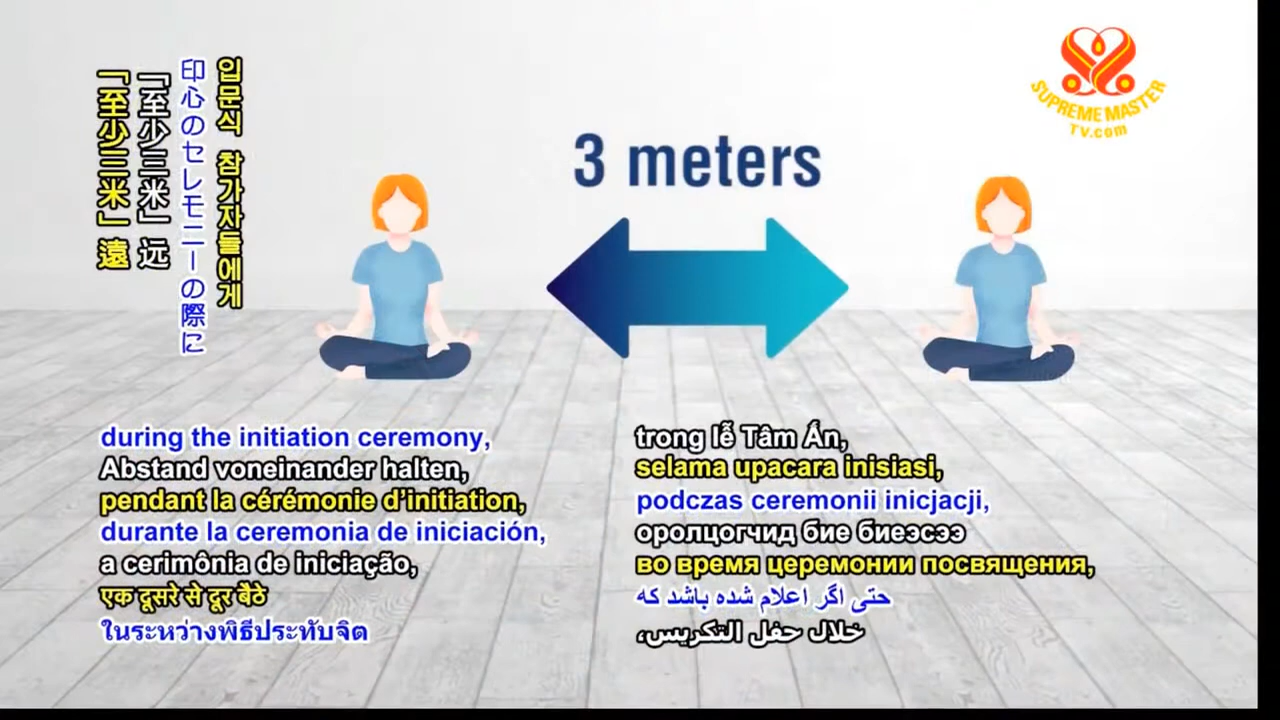 입문식 참가자들에게
印心のセレモニーの際に
「至少三米」远
「至少三米」遠
SUPREME MASTER
TV.com
3 meters
during the initiation ceremony,
Abstand voneinander halten,
pendant la cérémonie d'initiation,
durante la ceremonia de iniciación,
a cerimônia de iniciação,
एक दूसरे से दूर बैठे
ในระหว่างพิธีประทับจิต
trong lễ Tâm Ấn,
selama upacara inisiasi,
podczas ceremonii inicjacji,
оролцогчид бие биеэсээ
во время церемонии посвящения,
حتی اگر اعلام شده باشد که
خلال حفل التكريس،